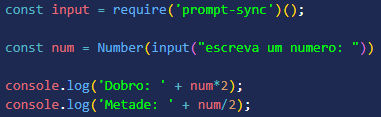 const input = require('prompt-sync')();
const num = Number(input("escreva um numero: "))
console.log('Dobro: ' + num*2);
console.log('Metade: ' + num/2);